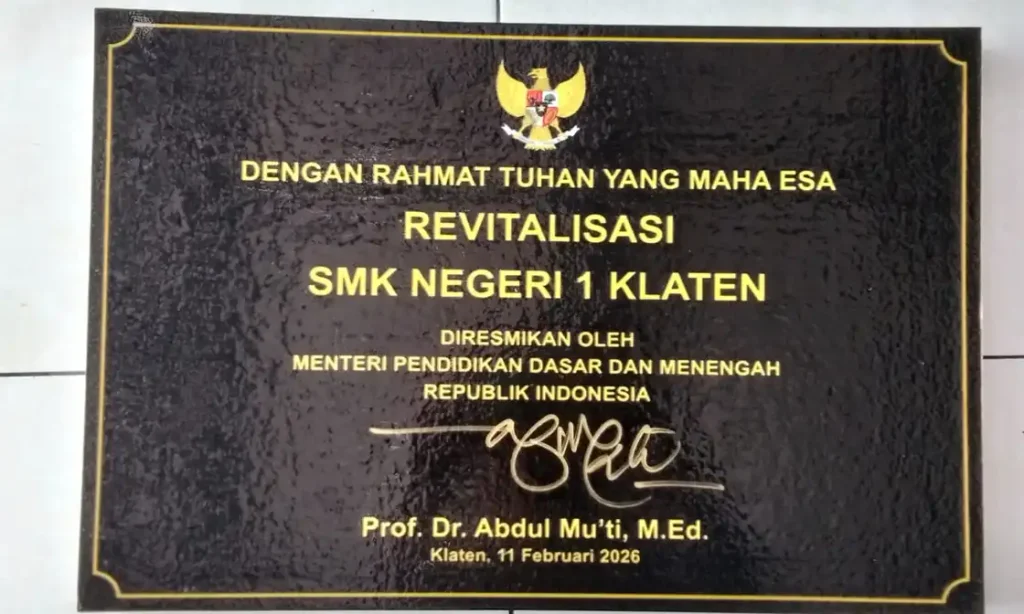 DENGAN RAHMAT TUHAN YANG MAHA ESA
REVITALISASI
SMK NEGERI 1 KLATEN
DIRESMIKAN OLEH
MENTERI PENDIDIKAN DASAR DAN MENENGAH
REPUBLIK INDONESIA
Prof. Dr. Abdul Mu'ti, M.Ed.
Klaten, 11 Februari 2026